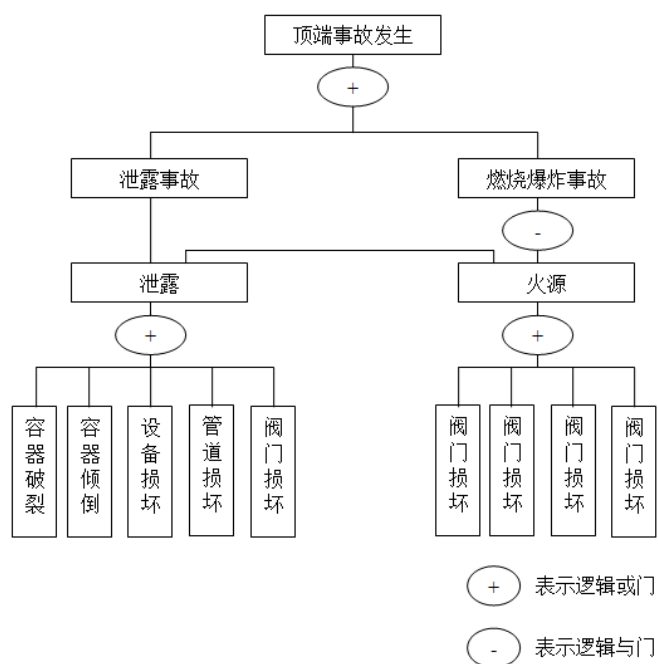 顶端事故发生
+
泄露事故
燃烧爆炸事故
-
泄露
火源
+
+
容器破裂
容器倾倒
设备损坏
管道损坏
阀门损坏
阀门损坏
阀门损坏
阀门损坏
阀门损坏
+ 表示逻辑或门
- 表示逻辑与门